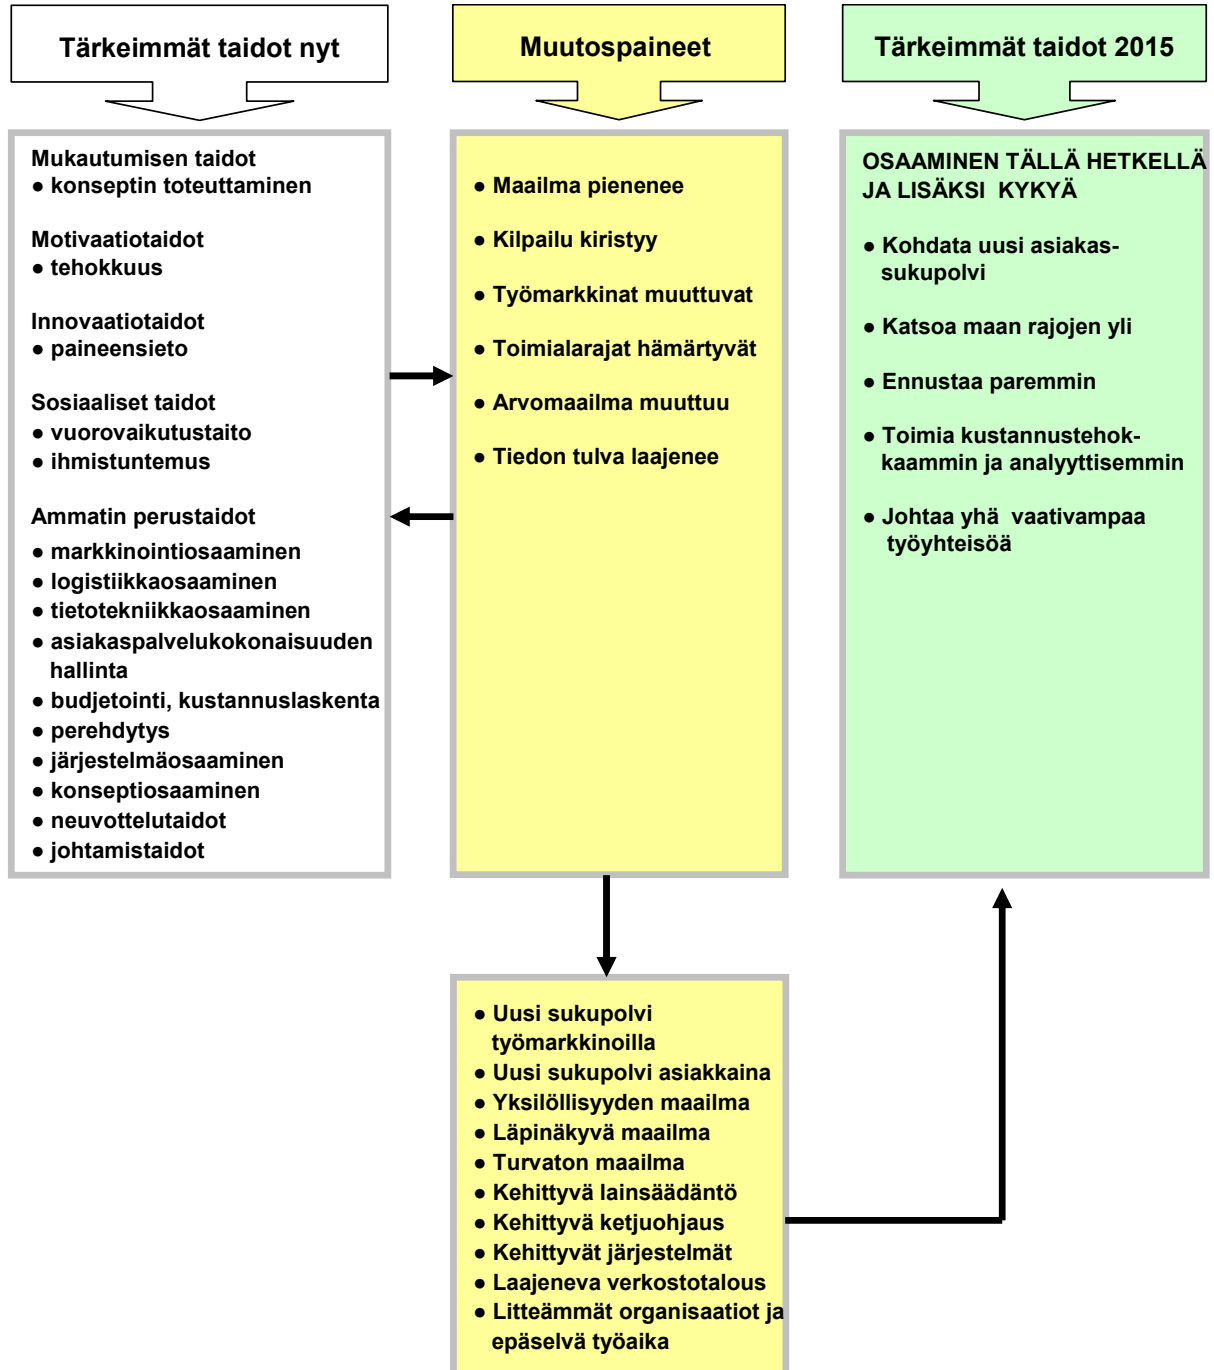 Tärkeimmät taidot nyt
Mukautumisen taidot
● konseptin toteuttaminen
Motivaatiotaidot
● tehokkuus
Innovaatiotaidot
● paineensieto
Sosiaaliset taidot
● vuorovaikutustaito
● ihmistuntemus
Ammatin perustaidot
● markkinointiosaaminen
● logistiikkaosaaminen
● tietotekniikkaosaaminen
● asiakaspalvelukokonaisuuden
hallinta
● budjetointi, kustannuslaskenta
● perehdytys
● järjestelmäosaaminen
● konseptiosaaminen
● neuvottelutaidot
● johtamistaidot
Muutospaineet
● Maailma pienenee
● Kilpailu kiristyy
● Työmarkkinat muuttuvat
● Toimialarajat hämärtyvät
● Arvomaailma muuttuu
● Tiedon tulva laajenee
● Uusi sukupolvi
työmarkkinoilla
● Uusi sukupolvi asiakkaina
● Yksilöllisyyden maailma
● Läpinäkyvä maailma
● Turvaton maailma
● Kehittyvä lainsäädäntö
● Kehittyvä ketjuohjaus
● Kehittyvät järjestelmät
● Laajeneva verkostotalous
● Litteämmät organisaatiot ja
epäselvä työaika
Tärkeimmät taidot 2015
OSAAMINEN TÄLLÄ HETKELLÄ
JA LISÄKSI KYKYÄ
● Kohdata uusi asiakas-
sukupolvi
● Katsoa maan rajojen yli
● Ennustaa paremmin
● Toimia kustannustehok-
kaammin ja analyyttisemmin
● Johtaa yhä vaativampaa
työyhteisöä